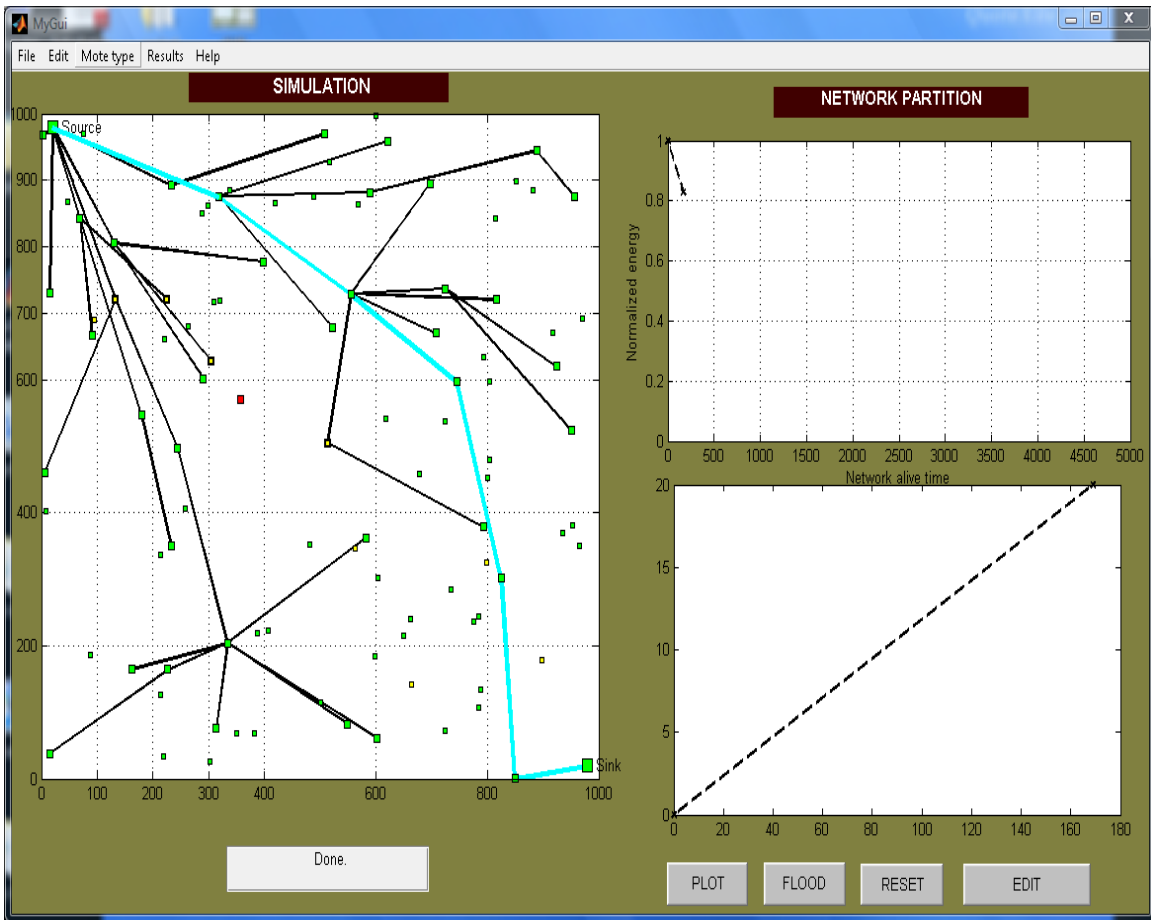 MyGui
File Edit Mote type Results Help
SIMULATION
NETWORK PARTITION
Source
Sink
1000
900
800
700
600
400
200
0
0 100 200 300 400 600 800 1000
Normalized energy
1
0.8
0.6
0.4
0.2
0
0 500 1000 1500 2000 2500 3000 3500 4000 4500 5000
Network alive time
20
15
10
5
0
0 20 40 60 80 100 120 140 160 180
Done.
PLOT FLOOD RESET EDIT